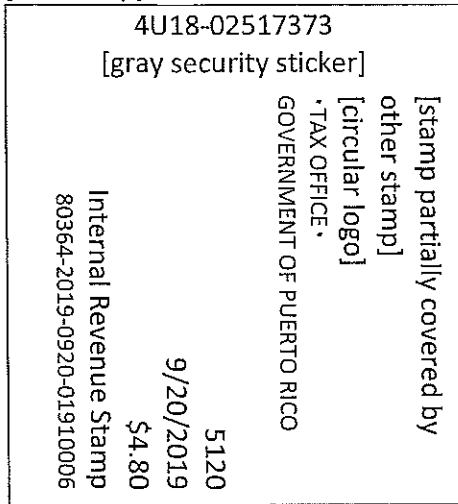 4U18-02517373
[gray security sticker]
[stamp partially covered by
other stamp]
[circular logo]
·TAX OFFICE·
GOVERNMENT OF PUERTO RICO
5120
9/20/2019
$4.80
Internal Revenue Stamp
80364-2019-0920-01910006